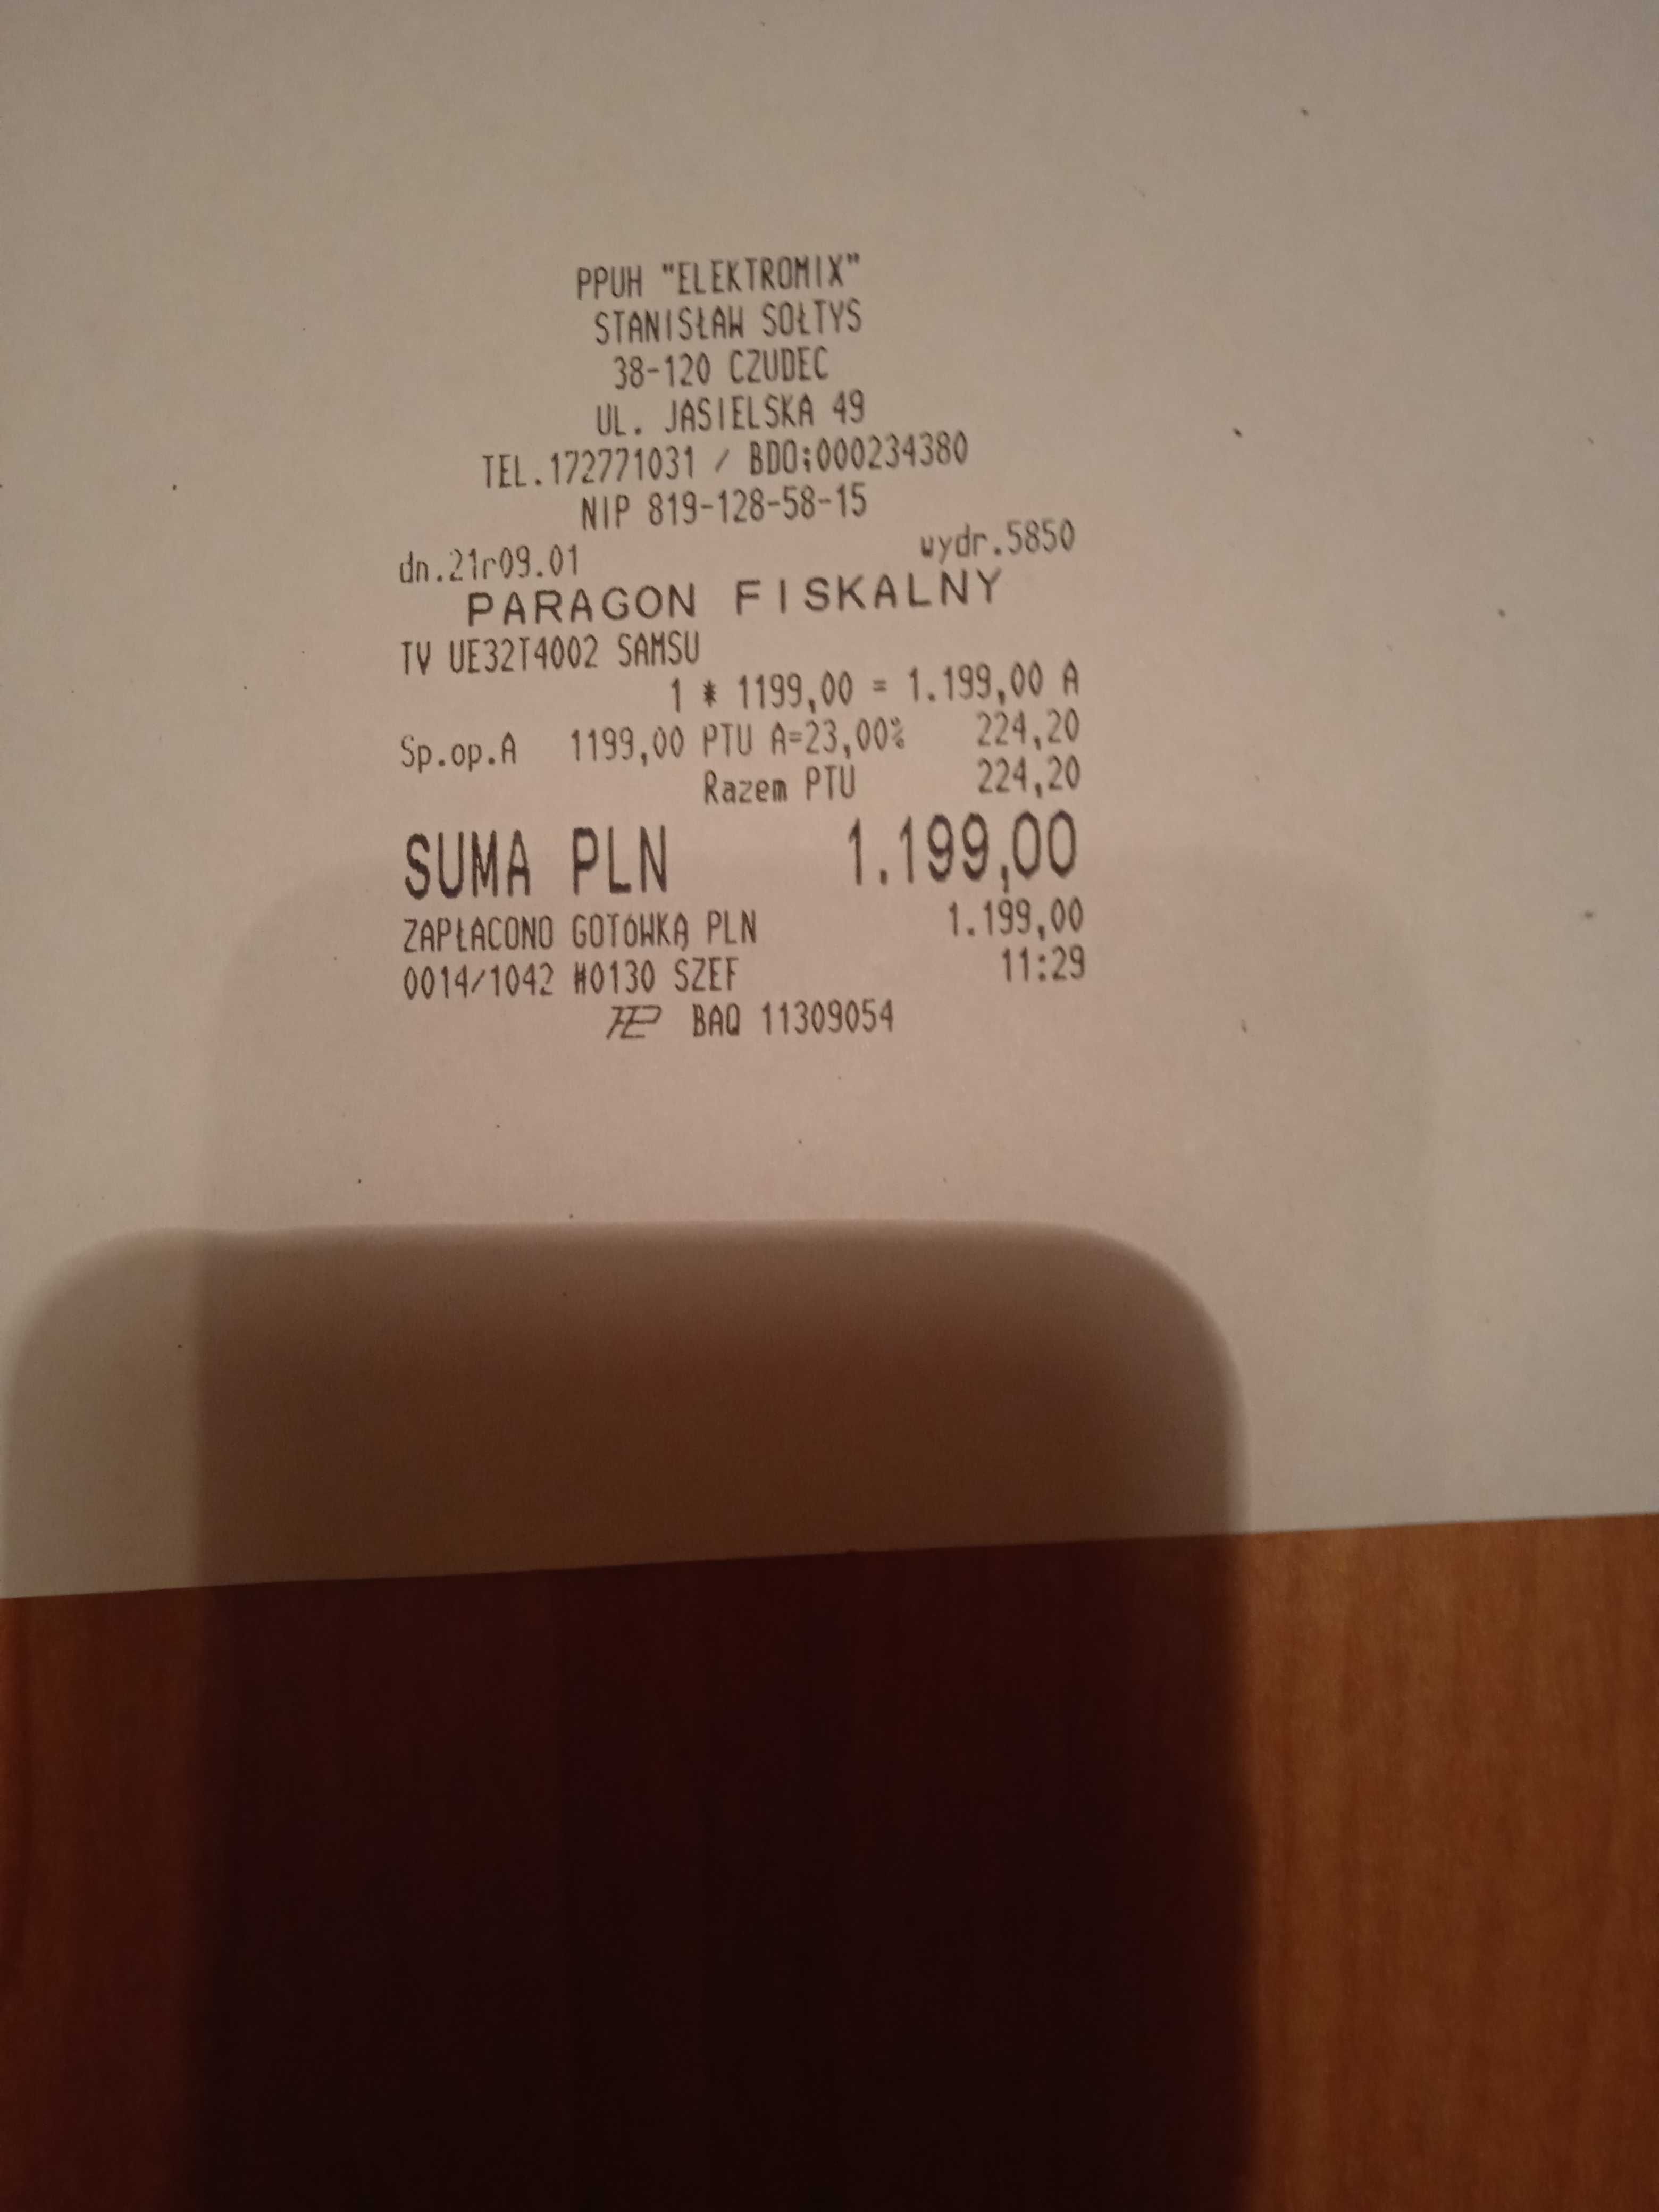 PPUH "ELEKTROMIX"
STANISŁAW SOŁTYS
38-120 CZUDEC
UL. JASIELSKA 49
TEL.172771031 / BDO:000234380
NIP 819-128-58-15
dn.21r09.01 wydr.5850
PARAGON FISKALNY
TV UE32T4002 SAMSU
1 * 1199,00 = 1.199,00 A
Sp.op.A 1199,00 PTU A=23,00% 224,20
Razem PTU 224,20
SUMA PLN 1.199,00
ZAPŁACONO GOTÓWKĄ PLN 1.199,00
0014/1042 #0130 SZEF 11:29
BAQ 11309054